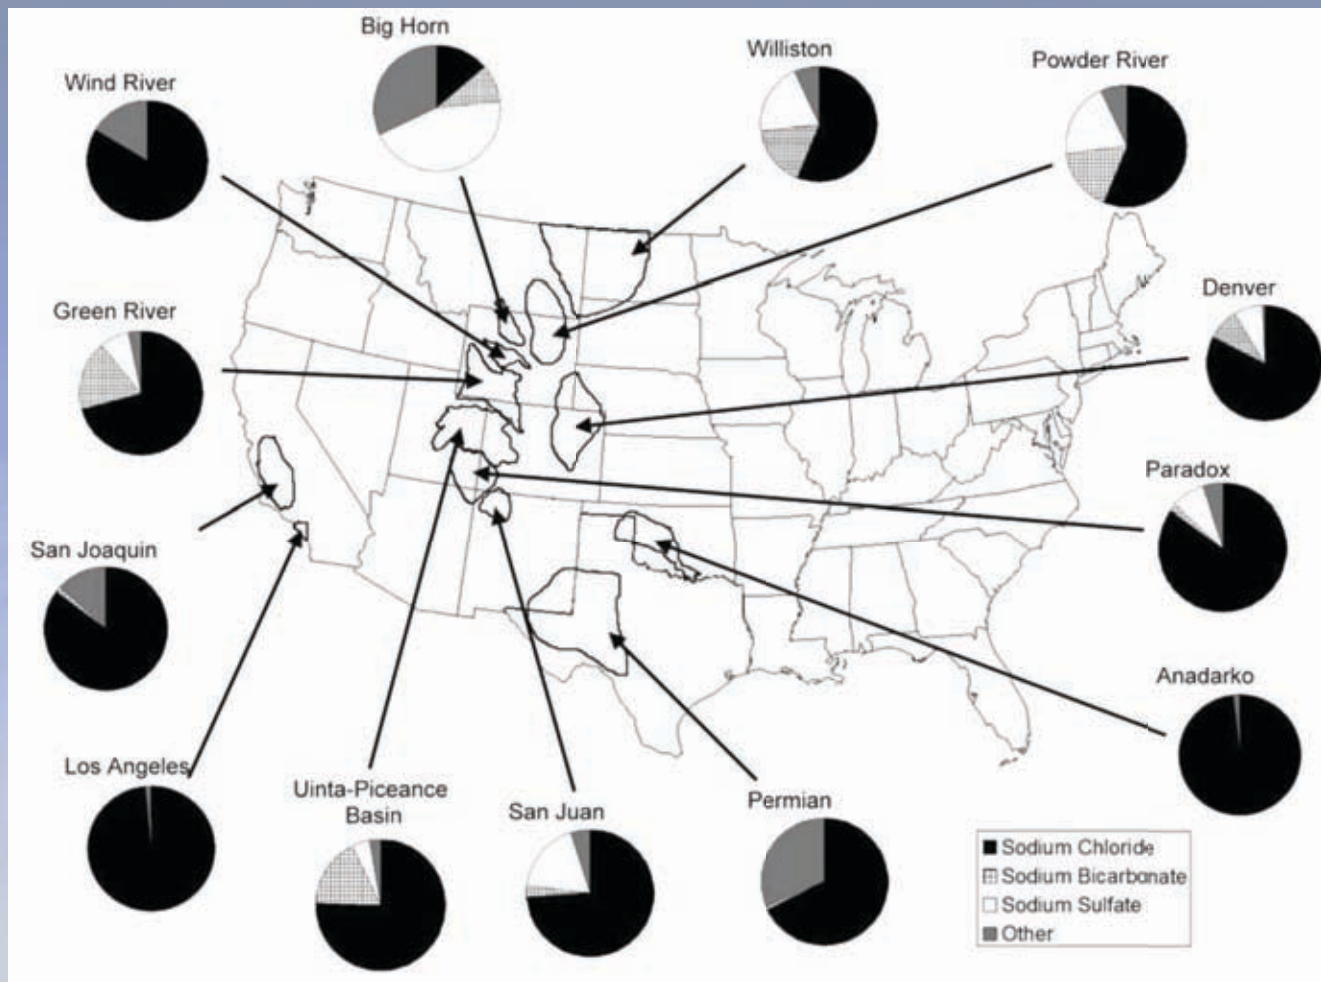 Big Horn
Williston
Powder River
Wind River
Denver
Green River
Paradox
San Joaquin
Anadarko
Los Angeles
Uinta-Piceance
Basin
San Juan
Permian
Sodium Chloride
Sodium Bicarbonate
Sodium Sulfate
Other